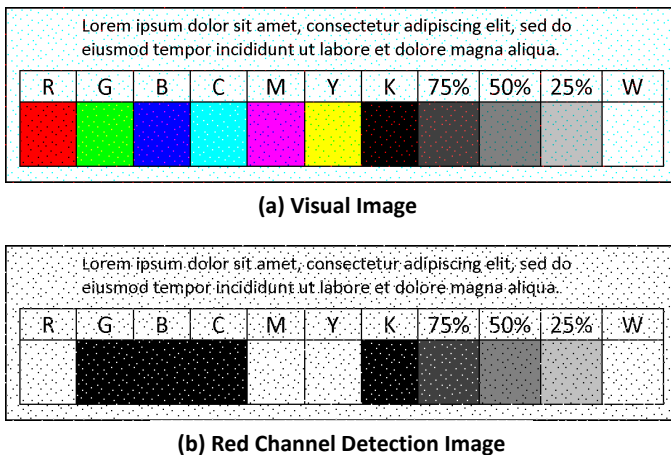 Lorem ipsum dolor sit amet, consectetur adipiscing elit, sed do
eiusmod tempor incididunt ut labore et dolore magna aliqua.
R G B C M Y K 75% 50% 25% W
(a) Visual Image
Lorem ipsum dolor sit amet, consectetur adipiscing elit, sed do
eiusmod tempor incididunt ut labore et dolore magna aliqua.
R G B C M Y K 75% 50% 25% W
(b) Red Channel Detection Image